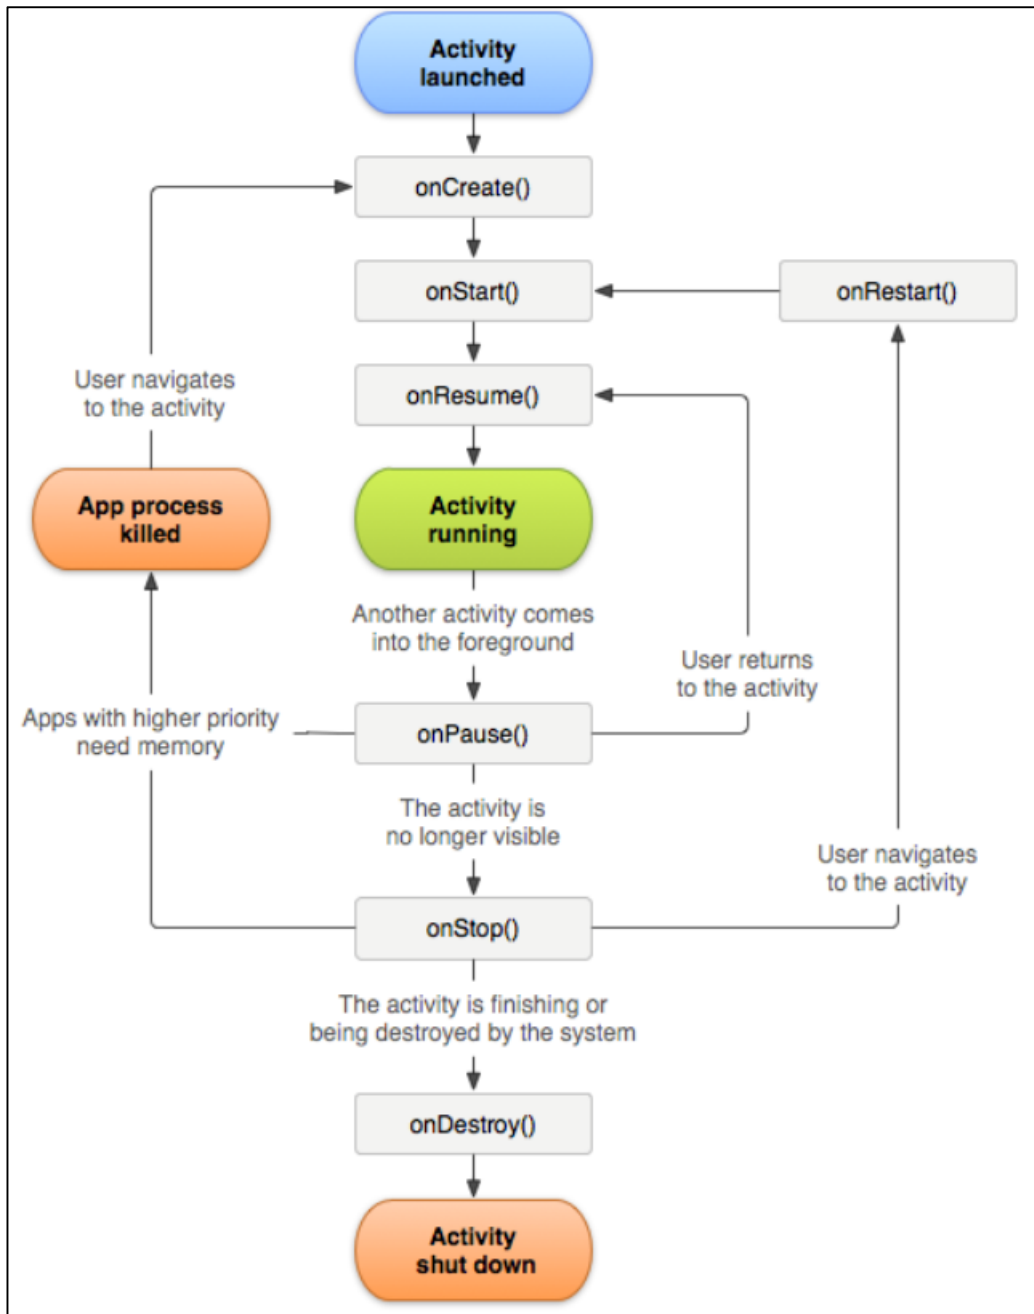 Activity
launched
onCreate()
onStart()
onRestart()
onResume()
User navigates
to the activity
App process
killed
Activity
running
Another activity comes
into the foreground
User returns
to the activity
Apps with higher priority
need memory
onPause()
The activity is
no longer visible
User navigates
to the activity
onStop()
The activity is finishing or
being destroyed by the system
onDestroy()
Activity
shut down